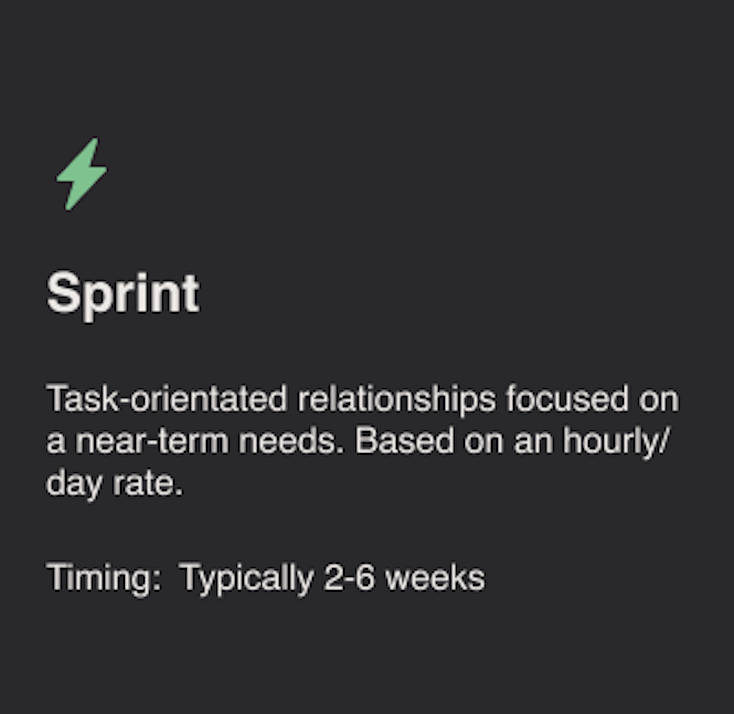 Sprint
Task-orientated relationships focused on
a near-term needs. Based on an hourly/
day rate.
Timing:  Typically 2-6 weeks